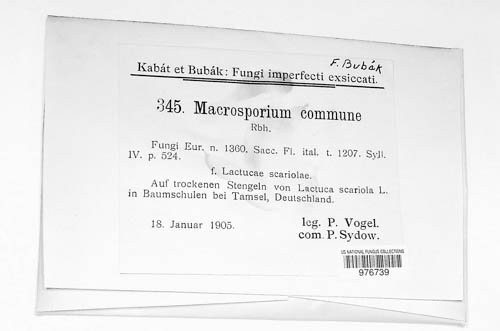 F. Bubák
Kabát et Bubák: Fungi imperfecti exsiccati.
345. Macrosporium commune
Rbh.
Fungi Eur. n. 1360. Sacc. Fl. ital. t. 1207. Syll.
IV. p. 524.
f. Lactucae scariolae.
Auf trockenen Stengeln von Lactuca scariola L.
in Baumschulen bei Tamsel, Deutschland.
18. Januar 1905.
leg. P. Vogel.
com. P. Sydow.
US NATIONAL FUNGUS COLLECTIONS
976739